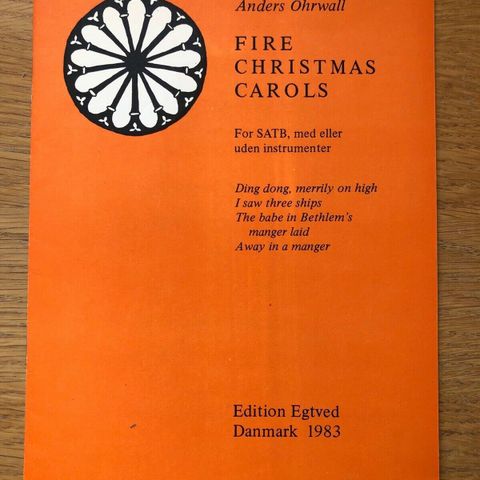 Anders Öhrwall
FIRE
CHRISTMAS
CAROLS
For SATB, med eller
uden instrumenter
Ding dong, merrily on high
I saw three ships
The babe in Bethlem's
manger laid
Away in a manger
Edition Egtved
Danmark 1983